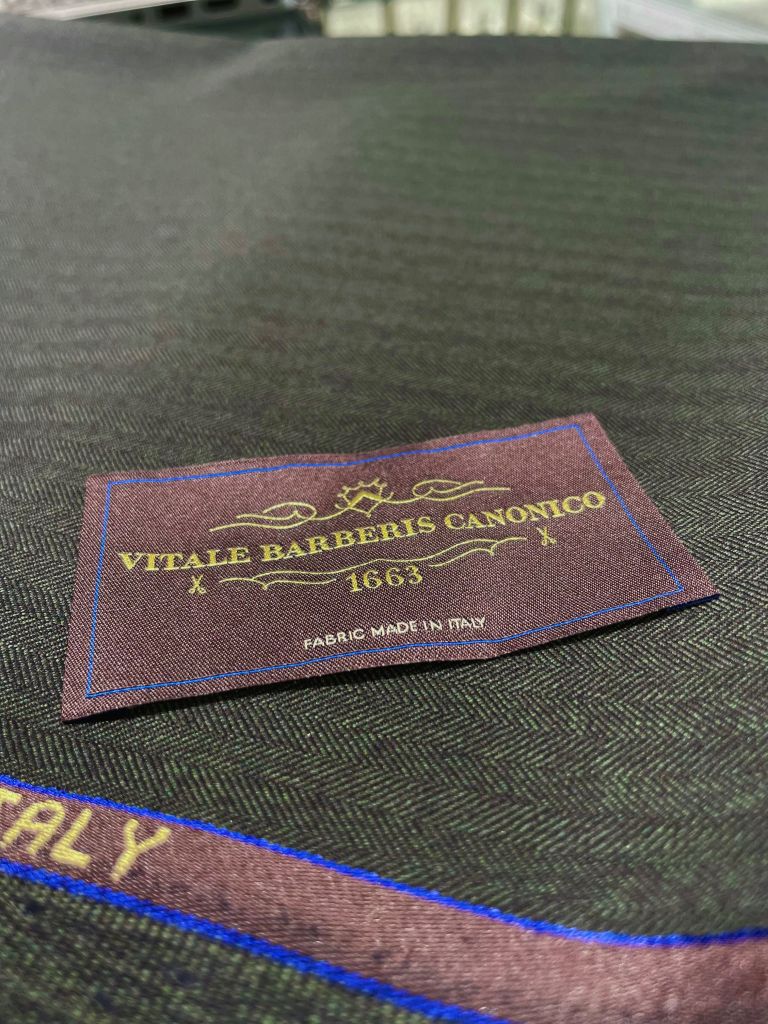 VITALE BARBERIS CANONICO
1663
FABRIC MADE IN ITALY
TALY